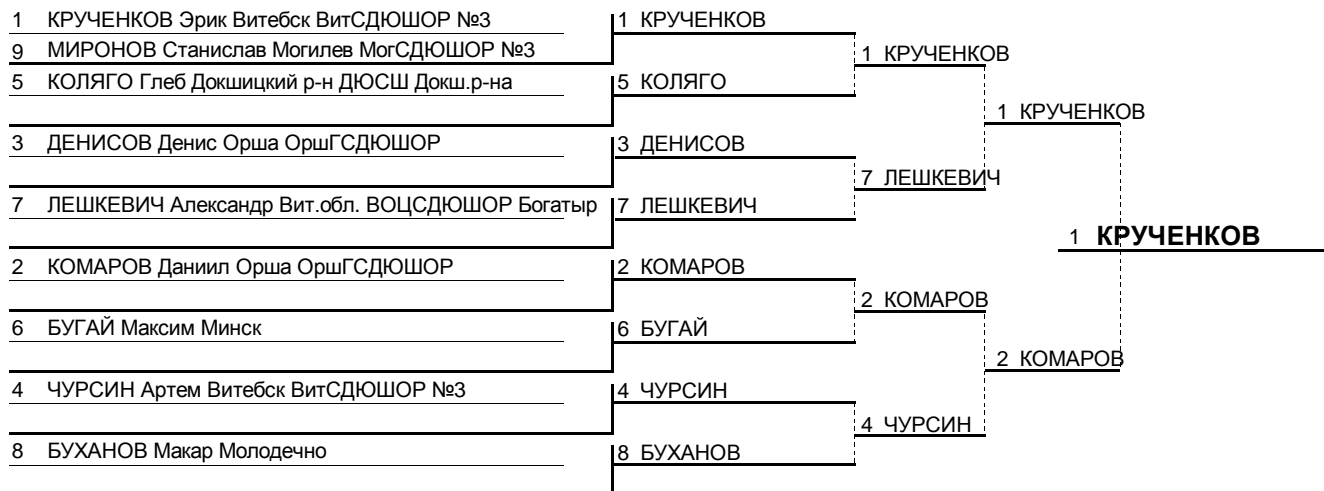 1 КРУЧЕНКОВ Эрик Витебск ВитСДЮШОР №3
9 МИРОНОВ Станислав Могилев МогСДЮШОР №3
5 КОЛЯГО Глеб Докшицкий р-н ДЮСШ Докш.р-на
3 ДЕНИСОВ Денис Орша ОршГСДЮШОР
7 ЛЕШКЕВИЧ Александр Вит.обл. ВОЦСДЮШОР Богатыр
2 КОМАРОВ Даниил Орша ОршГСДЮШОР
6 БУГАЙ Максим Минск
4 ЧУРСИН Артем Витебск ВитСДЮШОР №3
8 БУХАНОВ Макар Молодечно
1 КРУЧЕНКОВ
5 КОЛЯГО
3 ДЕНИСОВ
7 ЛЕШКЕВИЧ
2 КОМАРОВ
6 БУГАЙ
4 ЧУРСИН
8 БУХАНОВ
1 КРУЧЕНКОВ
7 ЛЕШКЕВИЧ
2 КОМАРОВ
4 ЧУРСИН
1 КРУЧЕНКОВ
2 КОМАРОВ
1 КРУЧЕНКОВ